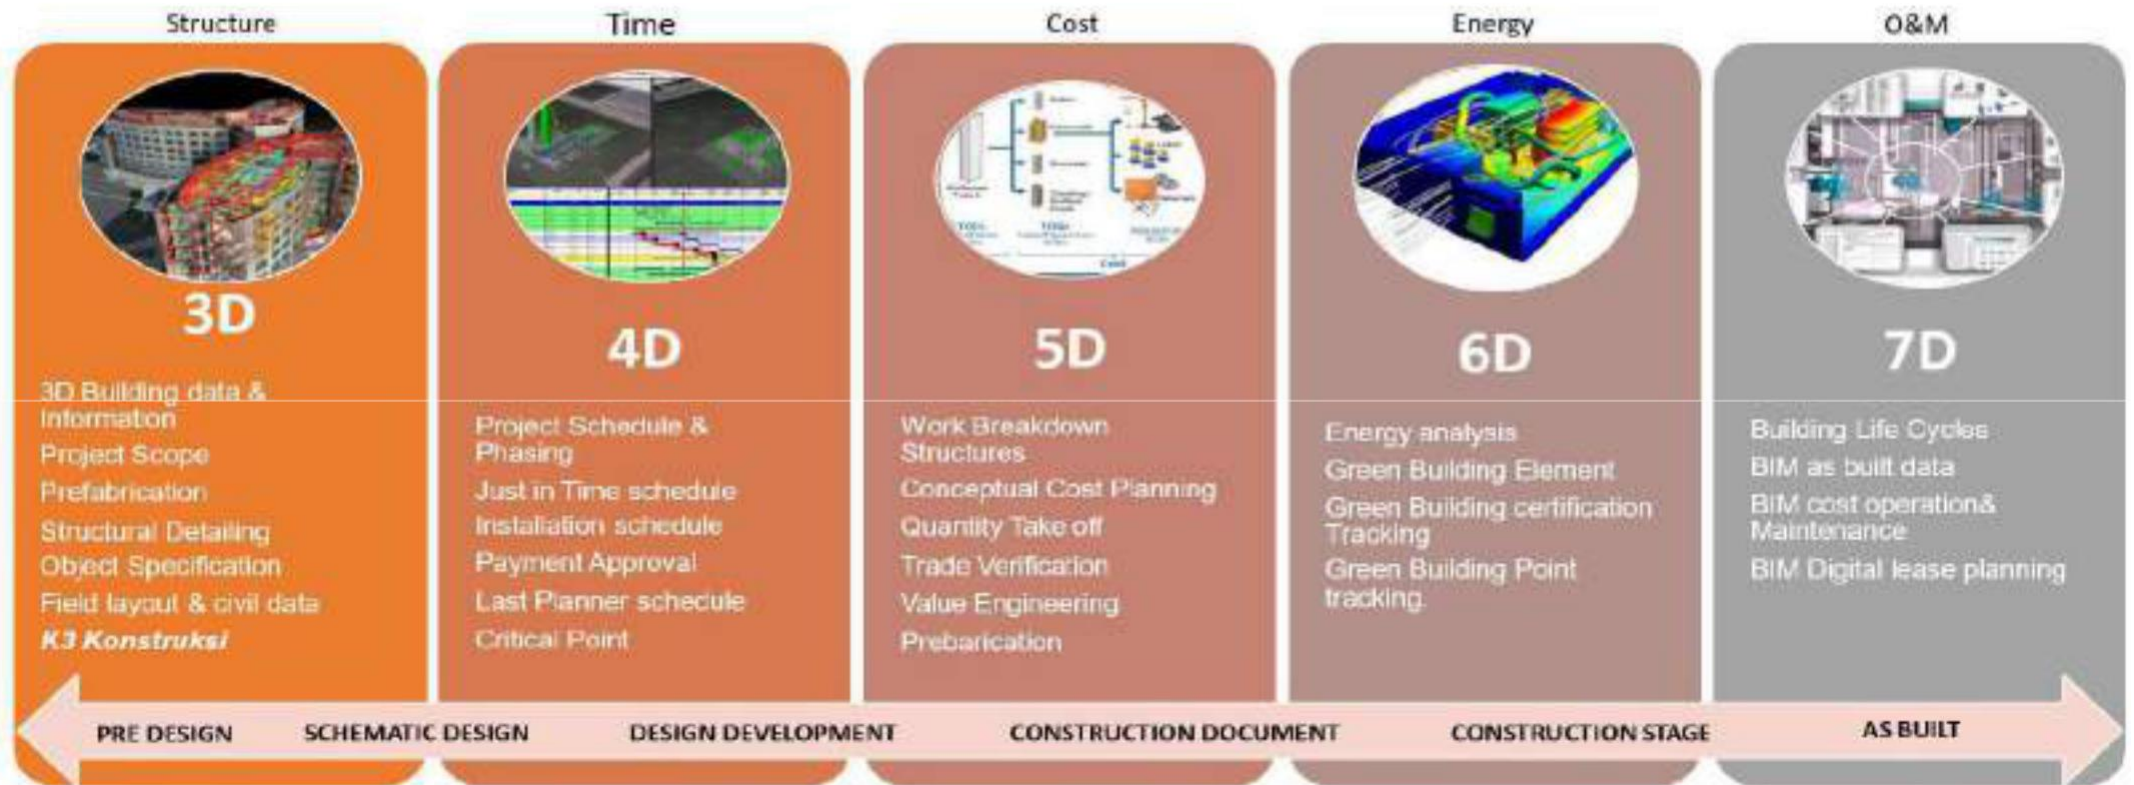 Structure
Time
Cost
Energy
O&M
3D
3D Building data &
Information
Project Scope
Prefabrication
Structural Detailing
Object Specification
Field layout & civil data
K3 Konstruksi
4D
Project Schedule &
Phasing
Just in Time schedule
Installation schedule
Payment Approval
Last Planner schedule
Critical Point
5D
Work Breakdown
Structures
Conceptual Cost Planning
Quantity Take off
Trade Verification
Value Engineering
Prebarication
6D
Energy analysis
Green Building Element
Green Building certification
Tracking
Green Building Point
tracking.
7D
Building Life Cycles
BIM as built data
BIM cost operation&
Maintenance
BIM Digital lease planning
PRE DESIGN
SCHEMATIC DESIGN
DESIGN DEVELOPMENT
CONSTRUCTION DOCUMENT
CONSTRUCTION STAGE
AS BUILT